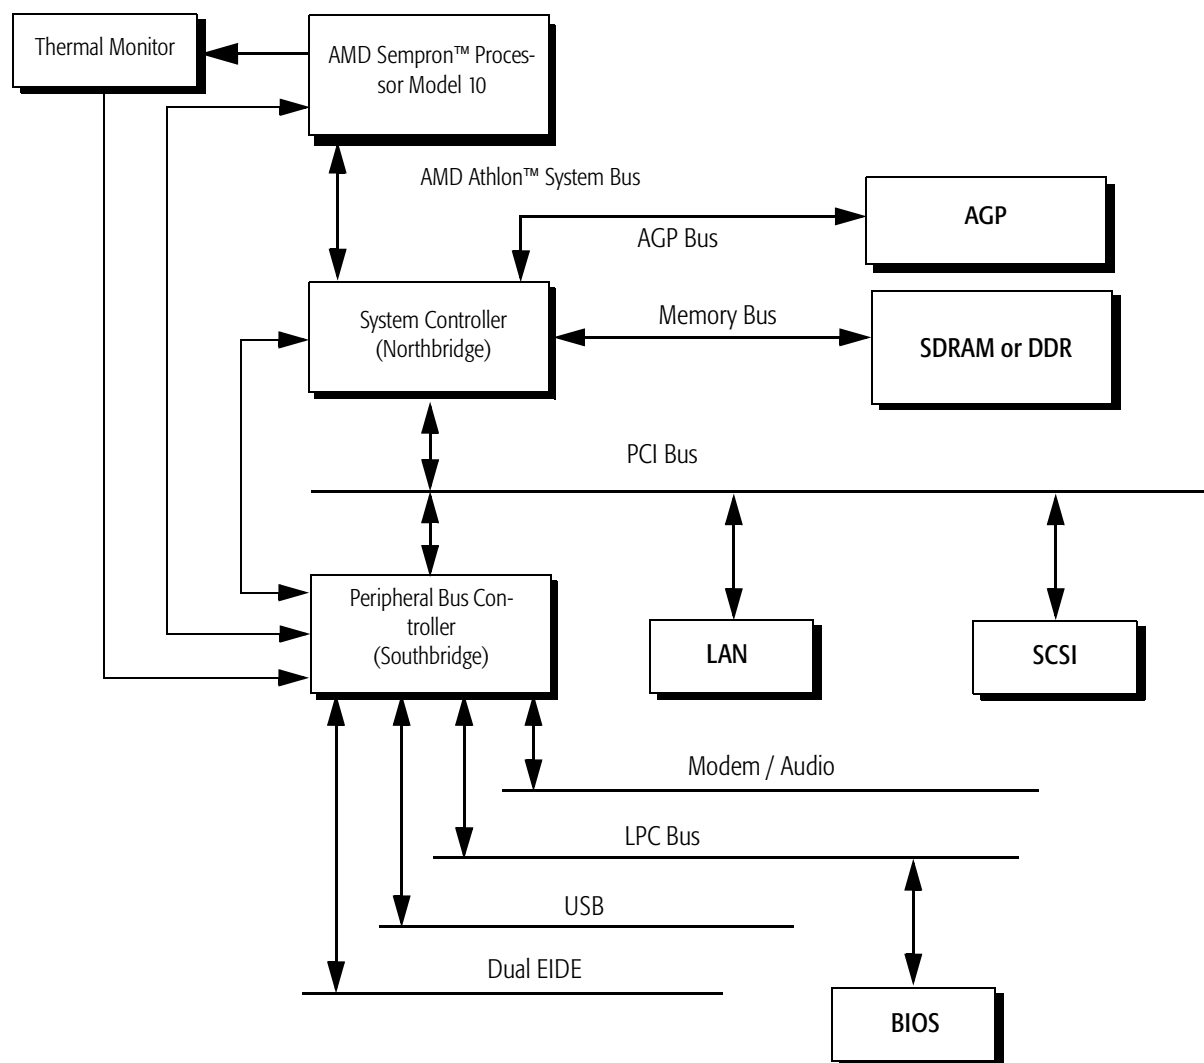 Thermal Monitor
AMD Sempron™ Proces-
sor Model 10
AMD Athlon™ System Bus
AGP
AGP Bus
Memory Bus
System Controller
(Northbridge)
SDRAM or DDR
PCI Bus
Peripheral Bus Con-
troller
(Southbridge)
LAN
SCSI
Modem / Audio
LPC Bus
USB
Dual EIDE
BIOS